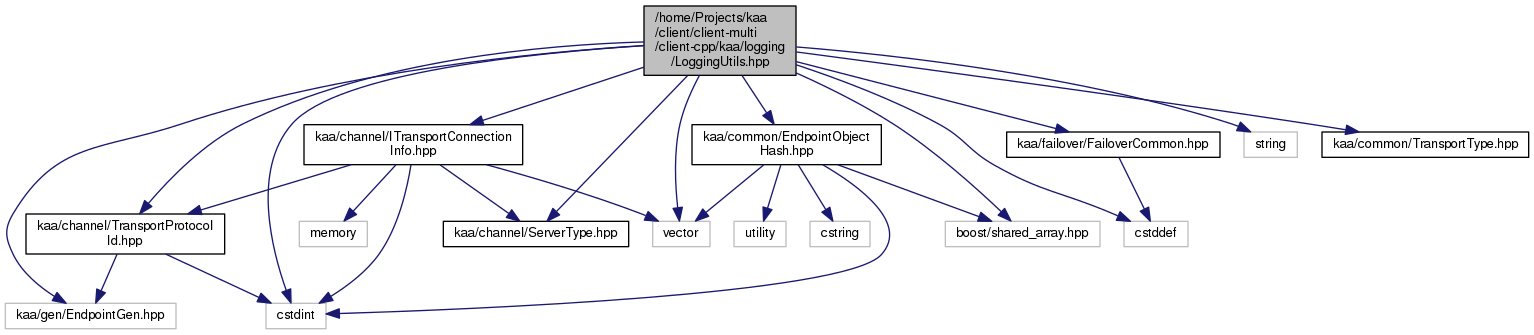 /home/Projects/kaa
/client/client-multi
/client-cpp/kaa/logging
/LoggingUtils.hpp
kaa/channel/ITransportConnection
Info.hpp
kaa/common/EndpointObject
Hash.hpp
kaa/failover/FailoverCommon.hpp
string
kaa/common/TransportType.hpp
kaa/channel/TransportProtocol
Id.hpp
memory
kaa/channel/ServerType.hpp
vector
utility
cstring
boost/shared_array.hpp
cstddef
kaa/gen/EndpointGen.hpp
cstdint